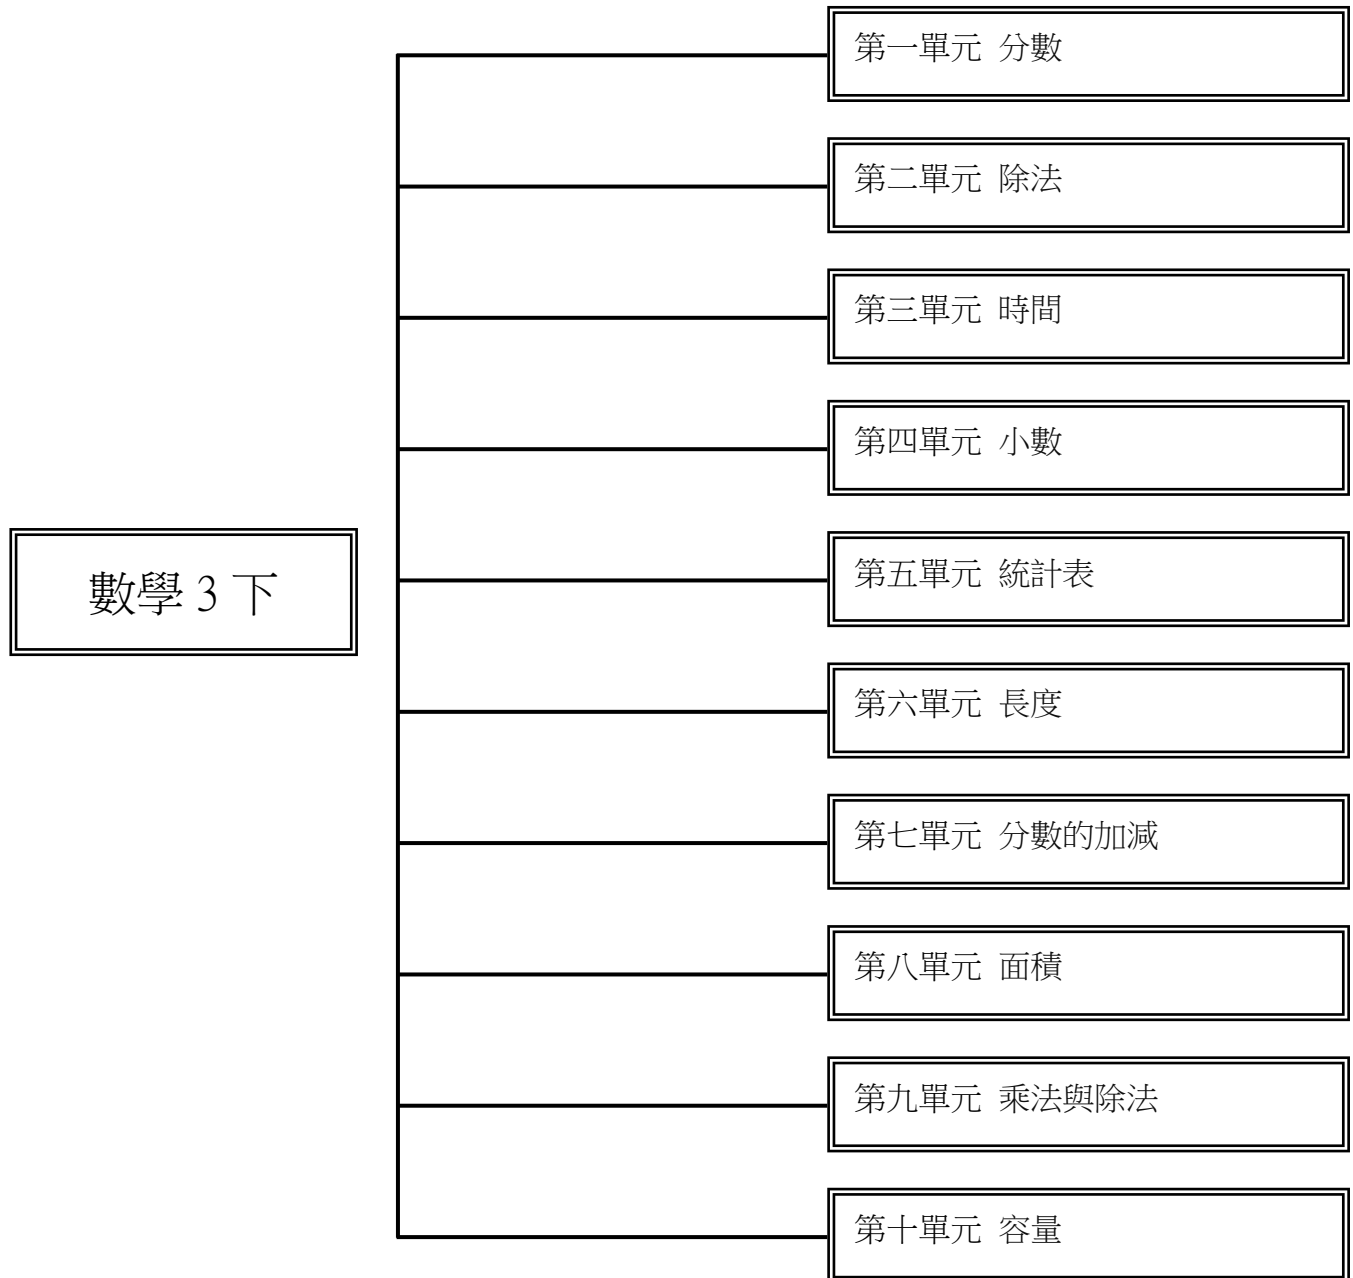 第一單元 分數
第二單元 除法
第三單元 時間
第四單元 小數
數學 3 下
第五單元 統計表
第六單元 長度
第七單元 分數的加減
第八單元 面積
第九單元 乘法與除法
第十單元 容量